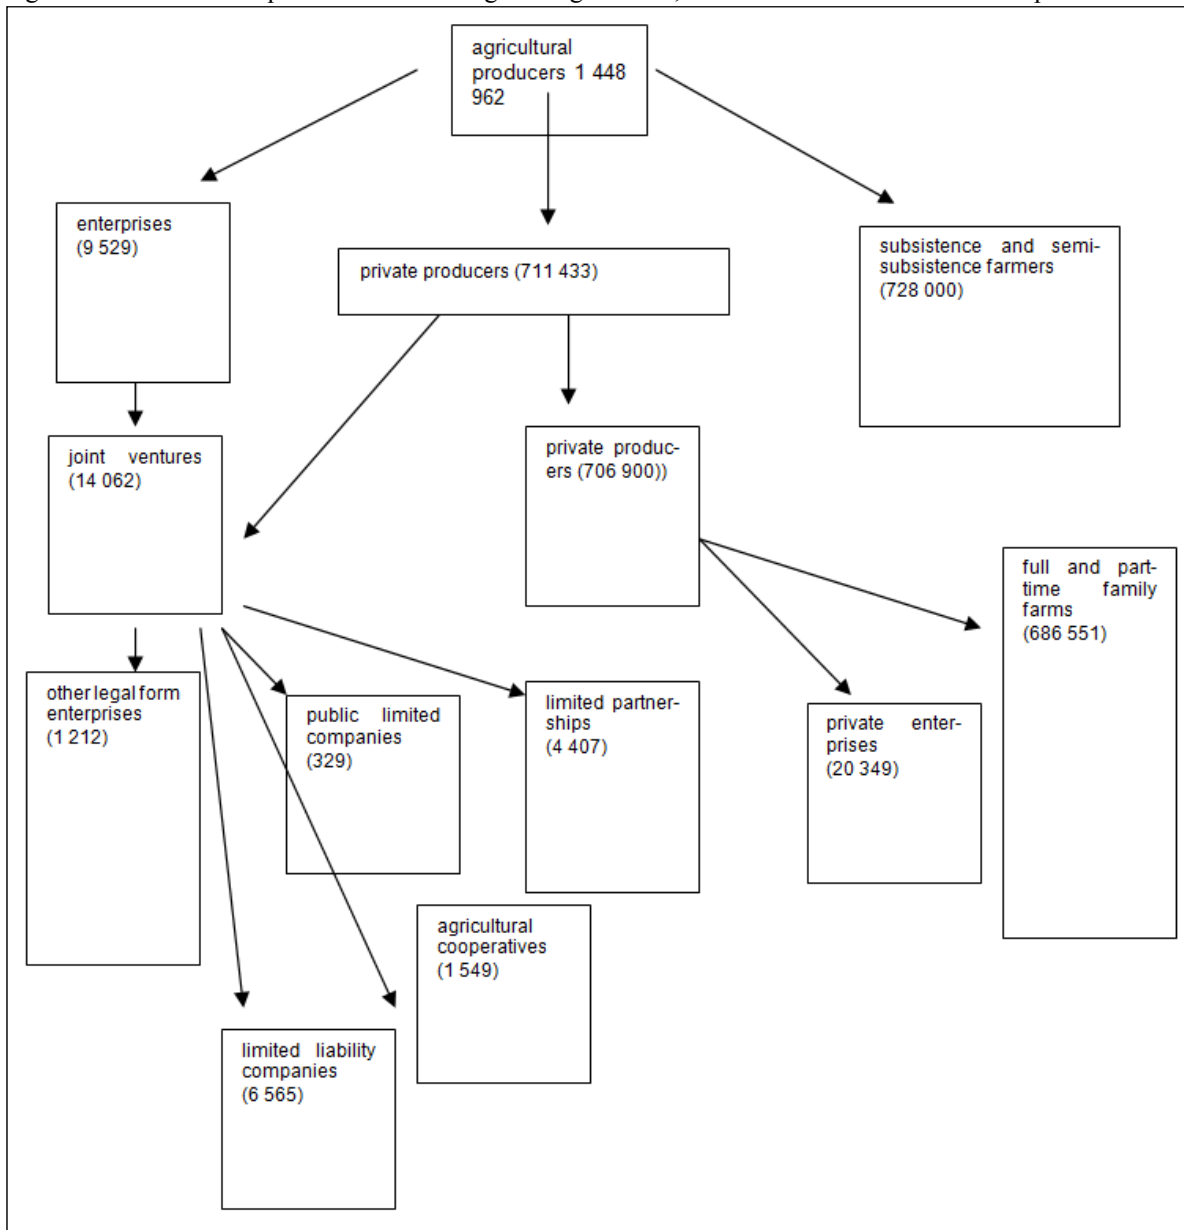 agricultural
producers 1 448
962
enterprises
(9 529)
private producers (711 433)
subsistence and semi-
subsistence farmers
(728 000)
joint ventures
(14 062)
private produc-
ers (706 900))
full and part-
time family
farms
(686 551)
other legal form
enterprises
(1 212)
public limited
companies
(329)
limited partner-
ships
(4 407)
private enter-
prises
(20 349)
agricultural
cooperatives
(1 549)
limited liability
companies
(6 565)